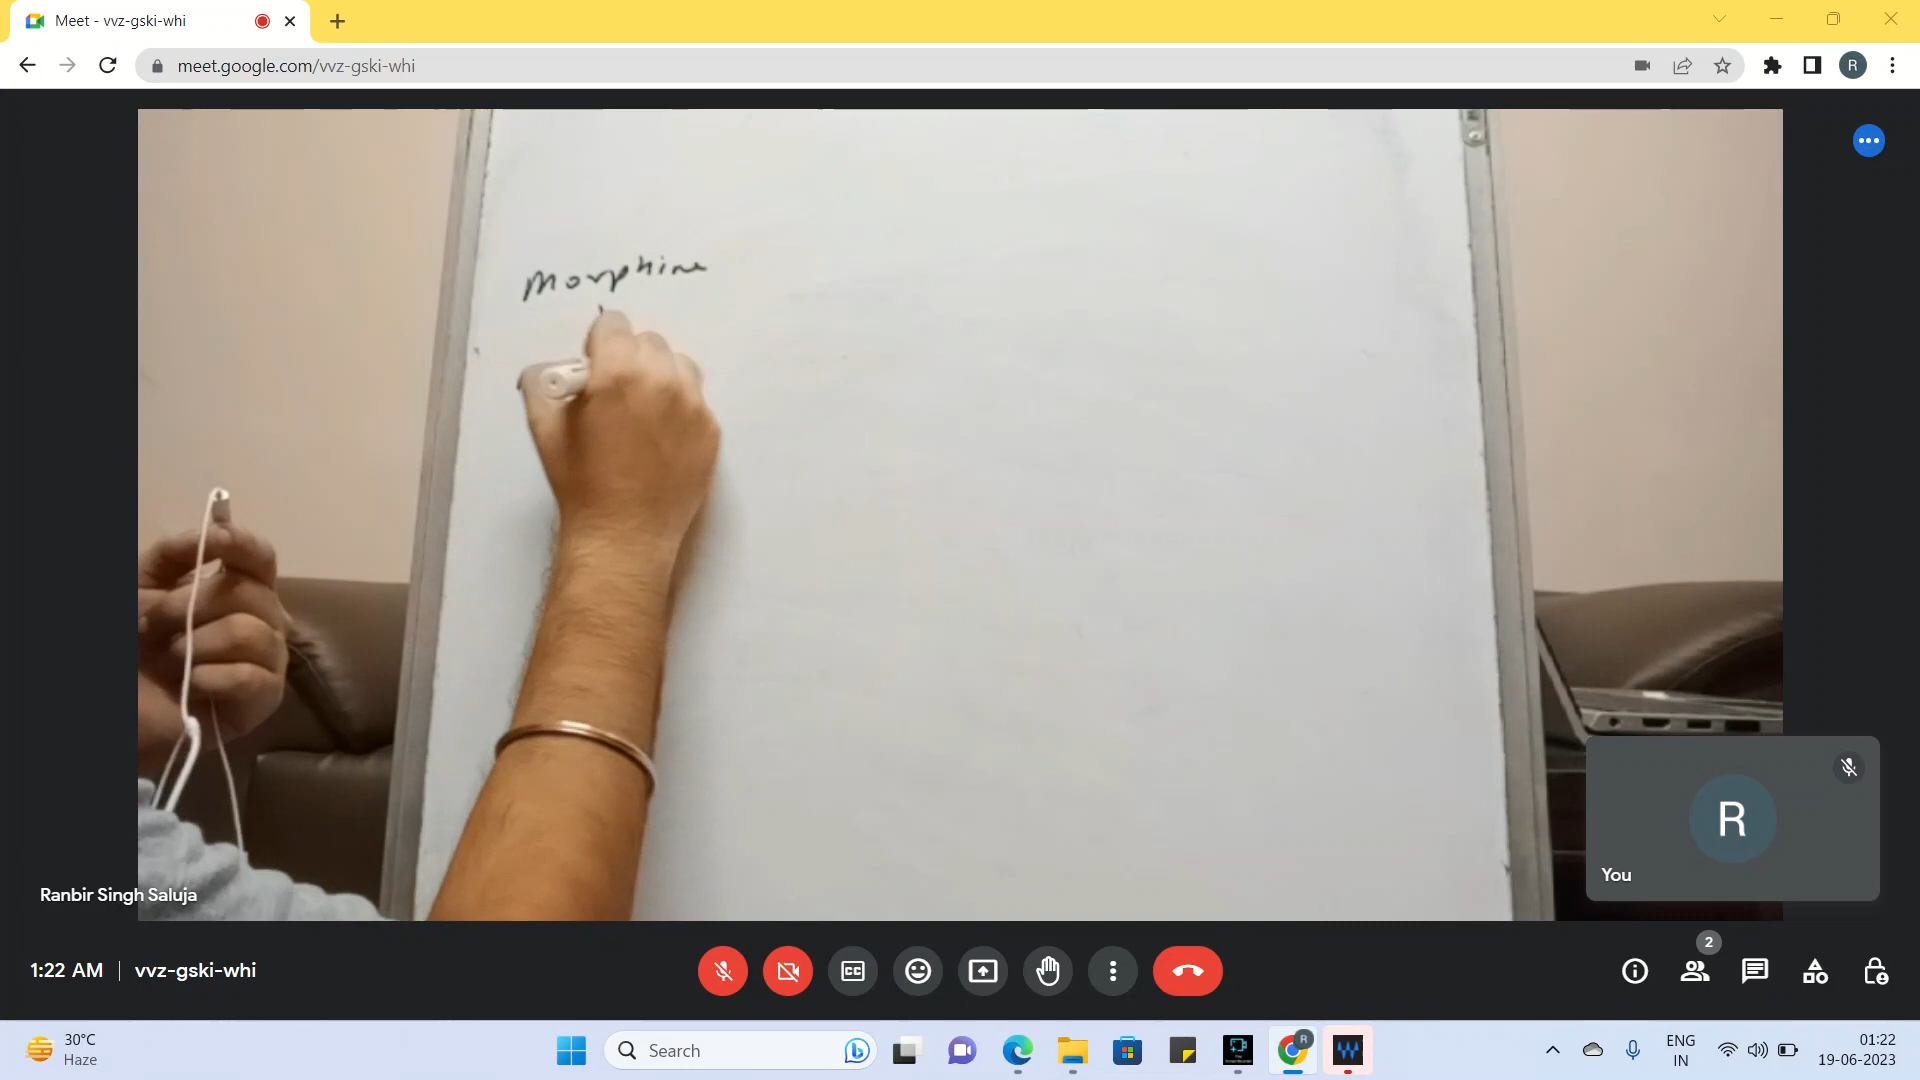 Meet - vvz-gski-whi
meet.google.com/vvz-gski-whi
R
Morphine
R
You
Ranbir Singh Saluja
2
1:22 AM | vvz-gski-whi
CC
30°C
Haze
Search
R
ENG
IN
01:22
19-06-2023